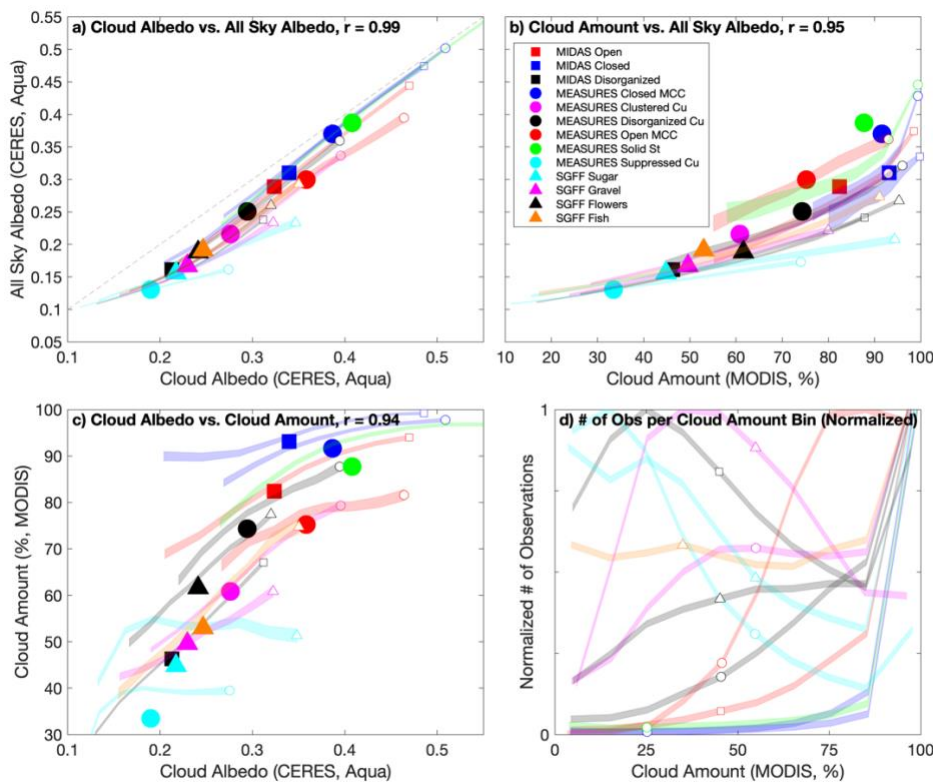 a) Cloud Albedo vs. All Sky Albedo, r = 0.99
All Sky Albedo (CERES, Aqua)
0.55
0.5
0.45
0.4
0.35
0.3
0.25
0.2
0.15
0.1
0.05
0.1
0.2
0.3
0.4
0.5
Cloud Albedo (CERES, Aqua)
b) Cloud Amount vs. All Sky Albedo, r = 0.95
MIDAS Open
MIDAS Closed
MIDAS Disorganized
MEASURES Closed MCC
MEASURES Clustered Cu
MEASURES Disorganized Cu
MEASURES Open MCC
MEASURES Solid St
MEASURES Suppressed Cu
SGFF Sugar
SGFF Gravel
SGFF Flowers
SGFF Fish
10
20
30
40
50
60
70
80
90
100
Cloud Amount (MODIS, %)
c) Cloud Albedo vs. Cloud Amount, r = 0.94
Cloud Amount (%, MODIS)
100
90
80
70
60
50
40
30
0.1
0.2
0.3
0.4
0.5
Cloud Albedo (CERES, Aqua)
d) # of Obs per Cloud Amount Bin (Normalized)
Normalized # of Observations
1
0
0
25
50
75
100
Cloud Amount (MODIS, %)